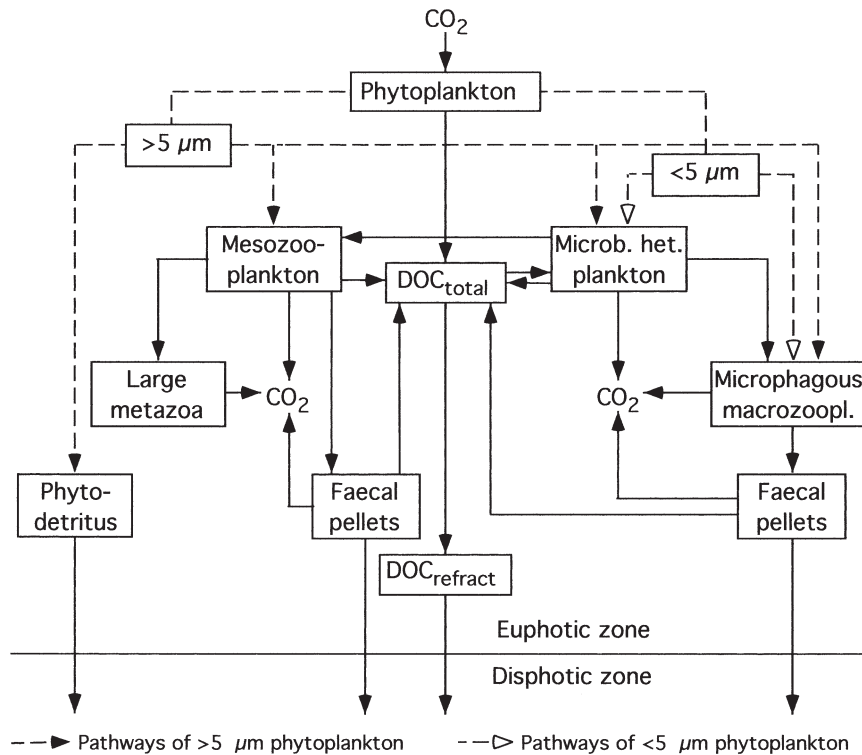 CO2
Phytoplankton
>5 µm
<5 µm
Mesozoo-
plankton
Microb. het.
plankton
DOCtotal
Large
metazoa
CO2
CO2
Microphagous
macrozoopl.
Phyto-
detritus
Faecal
pellets
Faecal
pellets
DOCrefract
Euphotic zone
Disphotic zone
Pathways of >5 µm phytoplankton
Pathways of <5 µm phytoplankton